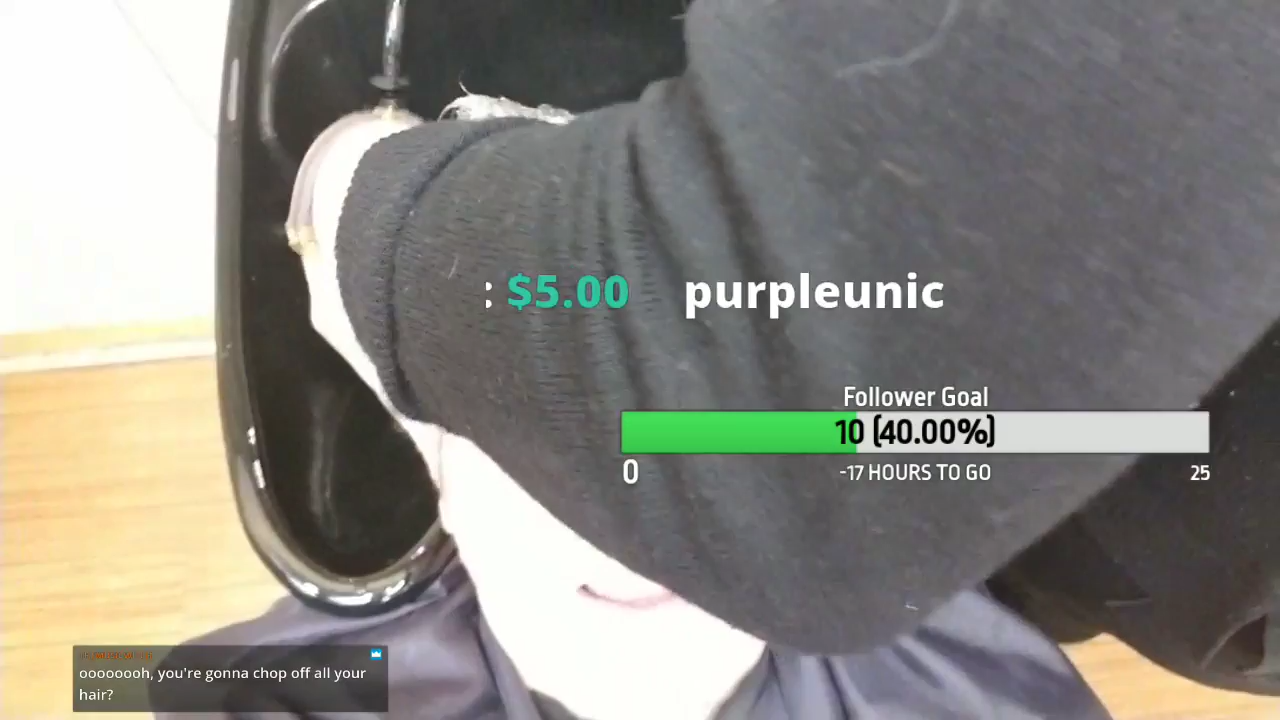 : $5.00 purpleunic
Follower Goal
10 (40.00%)
0 -17 HOURS TO GO 25
oooooooh, you're gonna chop off all your
hair?